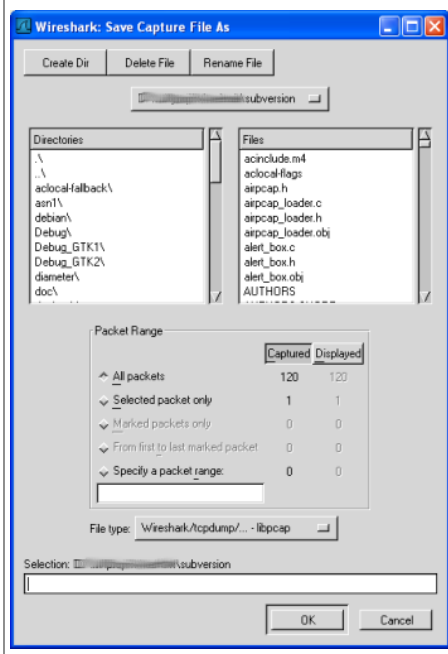 Wireshark: Save Capture File As
Create Dir Delete File Rename File
\subversion
Directories
.\
..\
aclocal-fallback\
asn1\
debian\
Debug\
Debug_GTK1\
Debug_GTK2\
diameter\
doc\
Files
acinclude.m4
aclocal-flags
airpcap.h
airpcap_loader.c
airpcap_loader.h
airpcap_loader.obj
alert_box.c
alert_box.h
alert_box.obj
AUTHORS
Packet Range
Captured Displayed
All packets 120 120
Selected packet only 1 1
Marked packets only 0 0
From first to last marked packet 0 0
Specify a packet range: 0 0
File type: Wireshark/tcpdump/... - libpcap
Selection: \subversion
OK Cancel